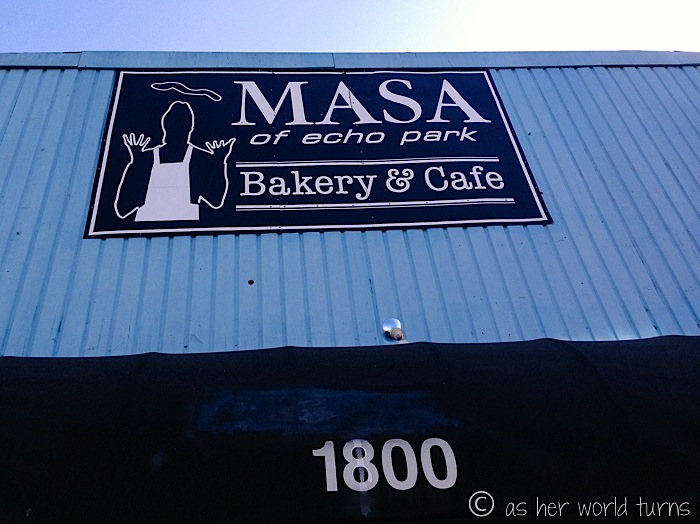 MASA
of echo park
Bakery & Cafe
1800
© as her world turns